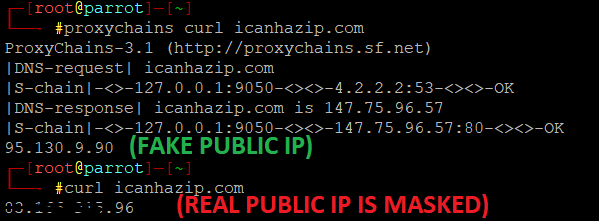 ┌─[root@parrot]─[~]
└──╼ #proxychains curl icanhazip.com
ProxyChains-3.1 (http://proxychains.sf.net)
|DNS-request| icanhazip.com
|S-chain|-<>-127.0.0.1:9050-<><>-4.2.2.2:53-<><>-OK
|DNS-response| icanhazip.com is 147.75.96.57
|S-chain|-<>-127.0.0.1:9050-<><>-147.75.96.57:80-<><>-OK
95.130.9.90 (FAKE PUBLIC IP)
┌─[root@parrot]─[~]
└──╼ #curl icanhazip.com
(REAL PUBLIC IP IS MASKED)